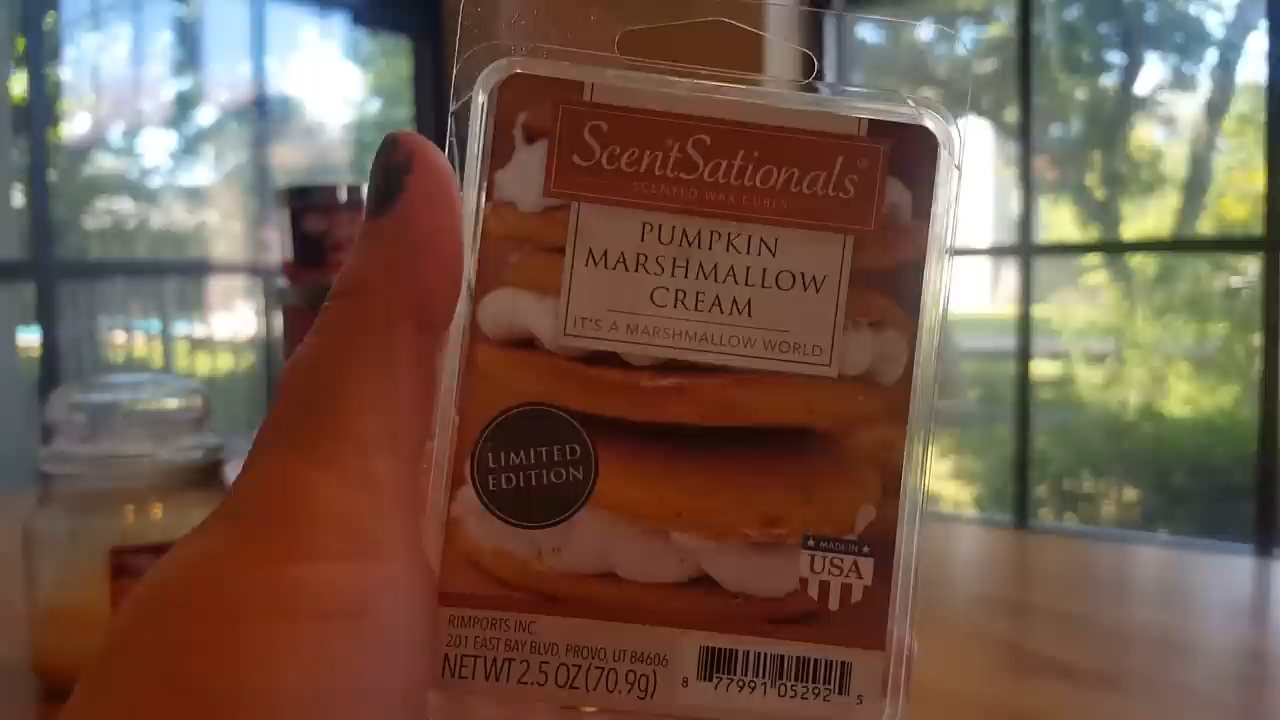 ScentSationals®
SCENTED WAX CUBES
PUMPKIN
MARSHMALLOW
CREAM
IT'S A MARSHMALLOW WORLD
LIMITED
EDITION
MADE IN
USA
RIMPORTS INC
201 EAST BAY BLVD, PROVO, UT 84606
NET WT 2.5 OZ (70.9g)
8 77991 05292 5